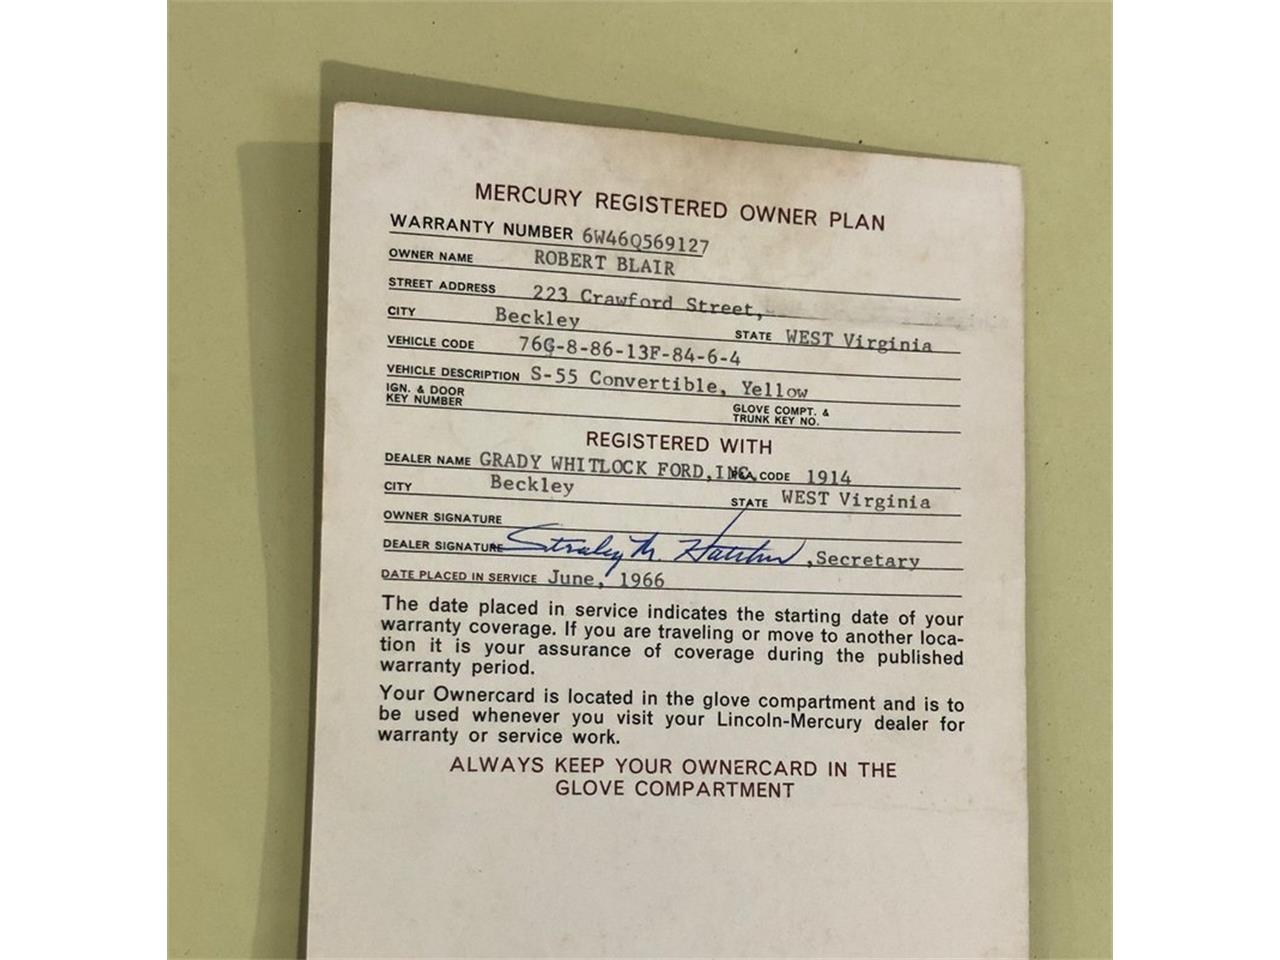 MERCURY REGISTERED OWNER PLAN
WARRANTY NUMBER 6W46Q569127
OWNER NAME ROBERT BLAIR
STREET ADDRESS 223 Crawford Street,
CITY Beckley STATE WEST Virginia
VEHICLE CODE 76G-8-86-13F-84-6-4
VEHICLE DESCRIPTION S-55 Convertible, Yellow
IGN. & DOOR
KEY NUMBER
GLOVE COMPT. &
TRUNK KEY NO.
REGISTERED WITH
DEALER NAME GRADY WHITLOCK FORD,INC. CODE 1914
CITY Beckley STATE WEST Virginia
OWNER SIGNATURE
DEALER SIGNATURE M. ,Secretary
DATE PLACED IN SERVICE June, 1966
The date placed in service indicates the starting date of your
warranty coverage. If you are traveling or move to another loca-
tion it is your assurance of coverage during the published
warranty period.
Your Ownercard is located in the glove compartment and is to
be used whenever you visit your Lincoln-Mercury dealer for
warranty or service work.
ALWAYS KEEP YOUR OWNERCARD IN THE
GLOVE COMPARTMENT